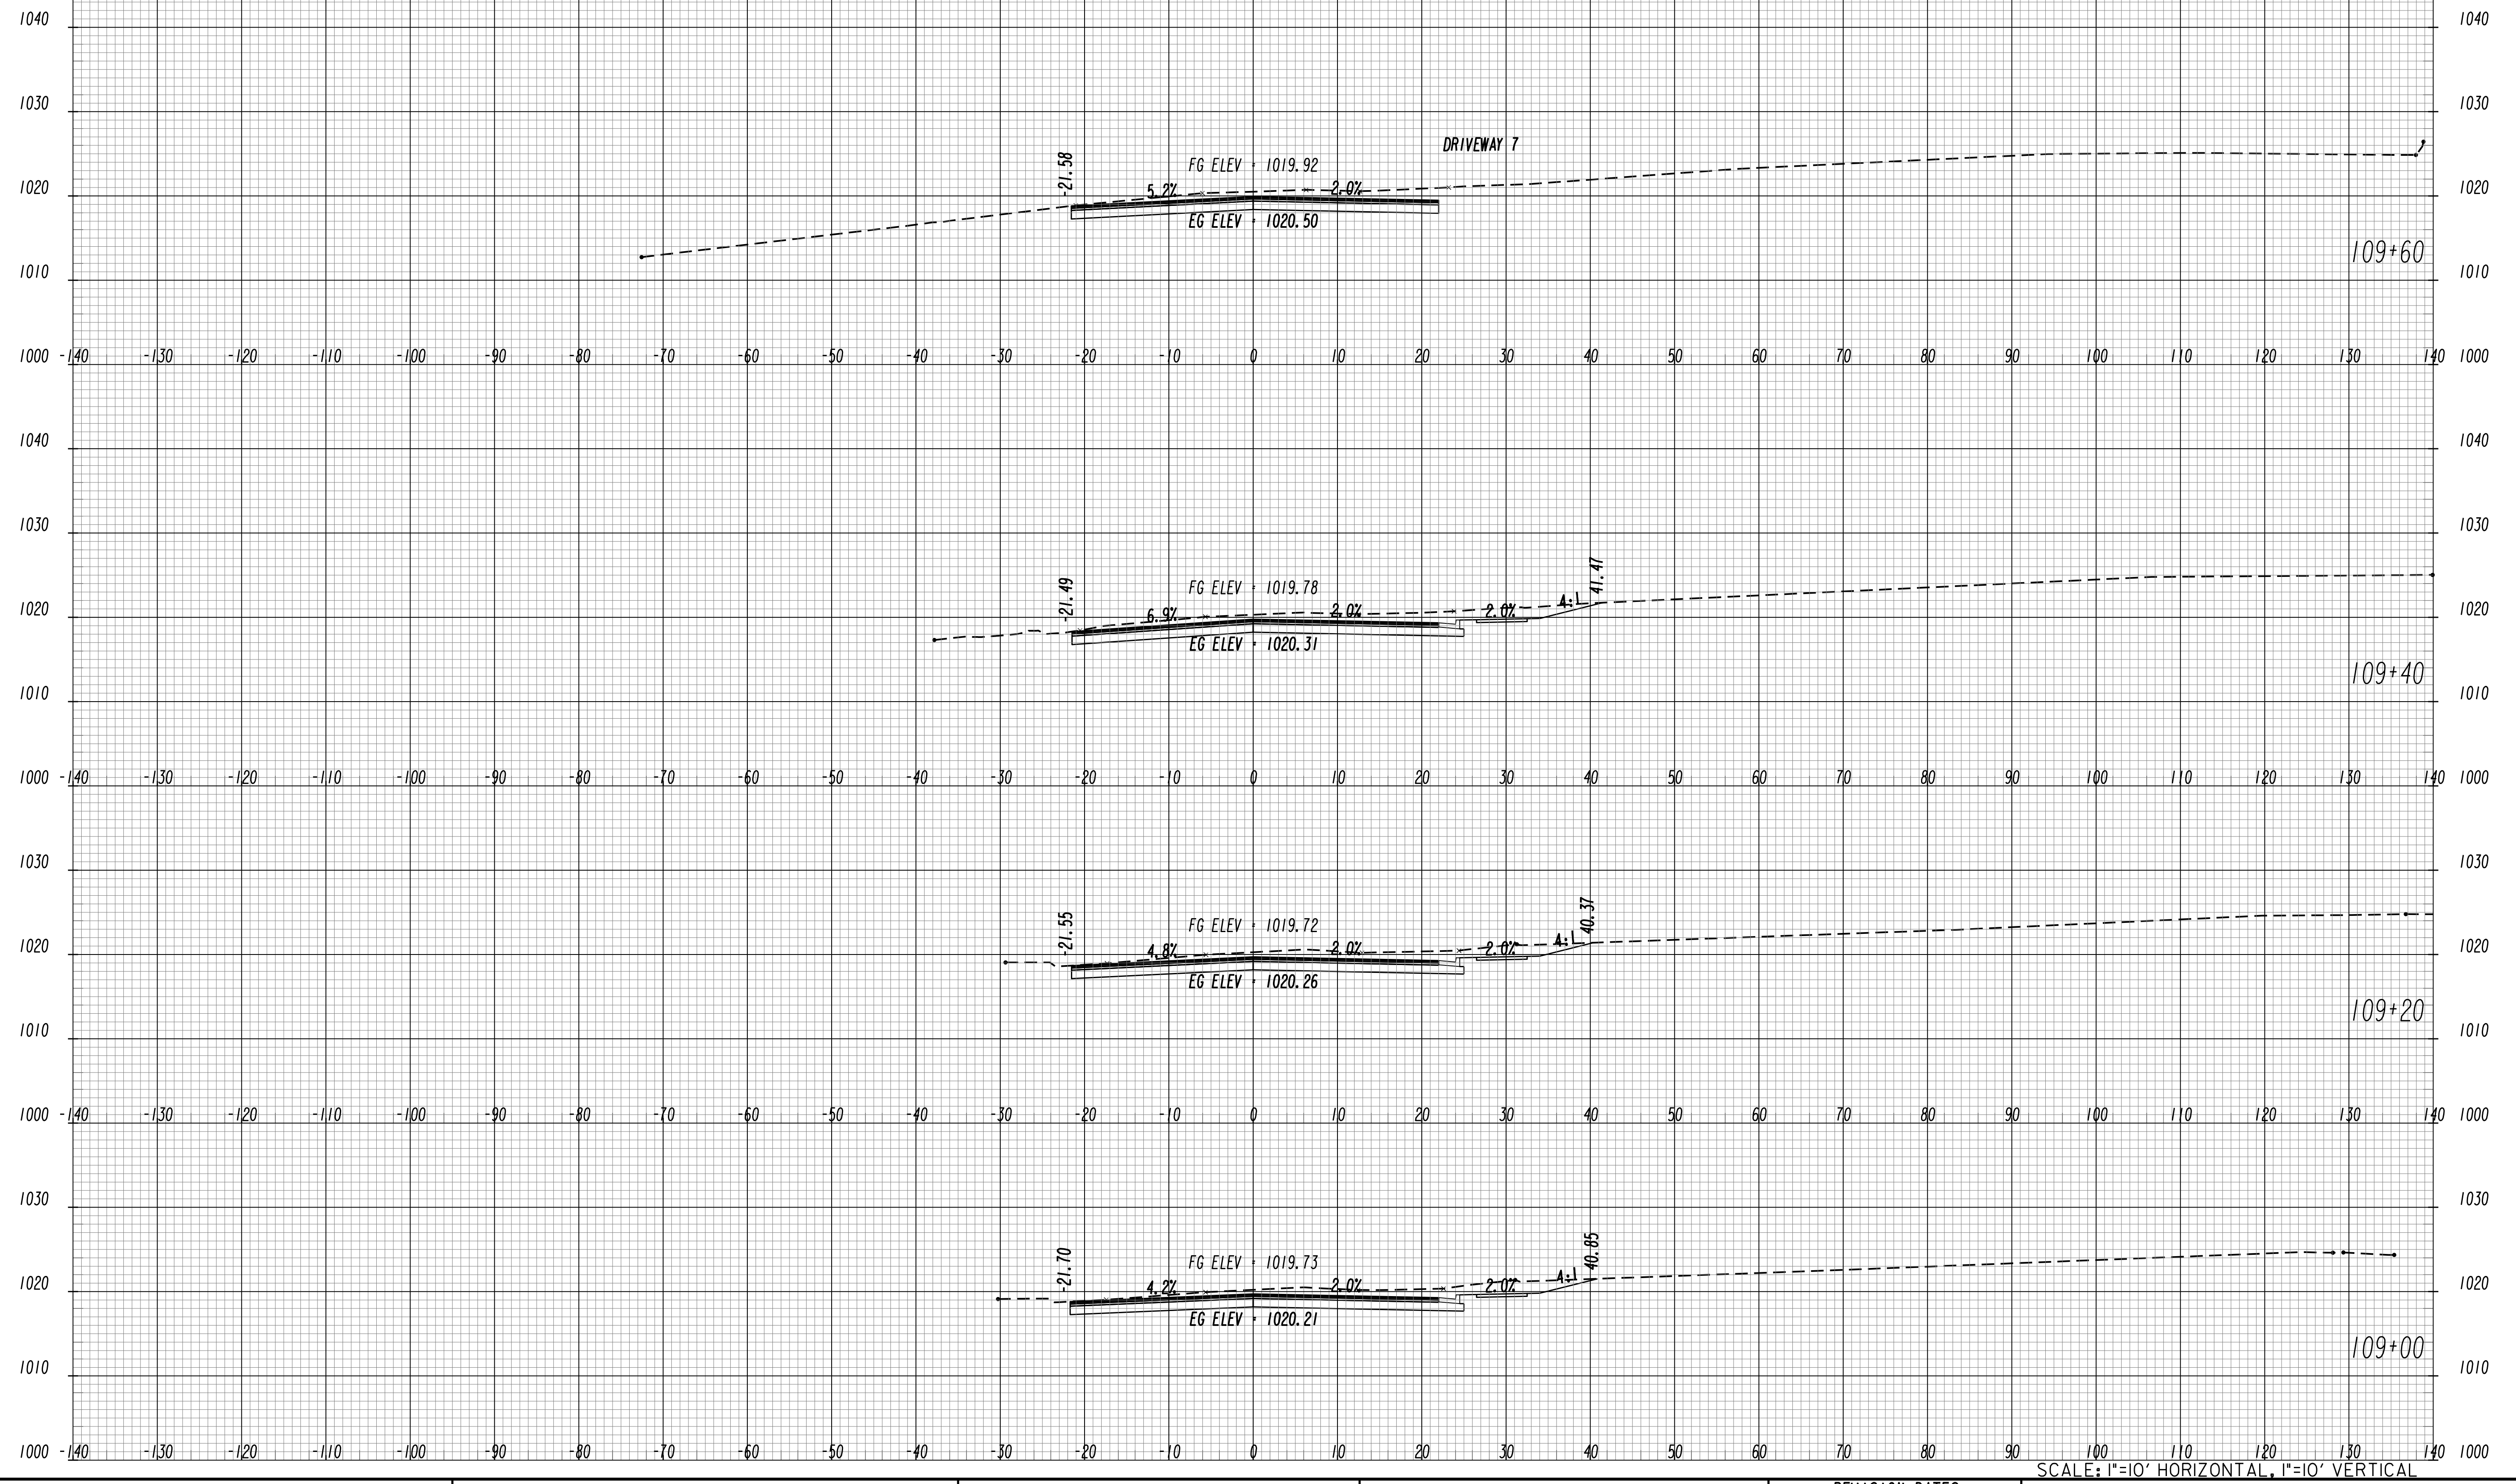 1040 1040
1030 1030
DRIVEWAY 7
-21.58 FG ELEV = 1019.92
1020 5.2% 2.0% 1020
EG ELEV = 1020.50
109+60
1010 1010
1000 -140 -130 -120 -110 -100 -90 -80 -70 -60 -50 -40 -30 -20 -10 0 10 20 30 40 50 60 70 80 90 100 110 120 130 140 1000
1040 1040
1030 1030
-21.49 FG ELEV = 1019.78 41.47
1020 6.9% 2.0% 2.0% 4:1 1020
EG ELEV = 1020.31
109+40
1010 1010
1000 -140 -130 -120 -110 -100 -90 -80 -70 -60 -50 -40 -30 -20 -10 0 10 20 30 40 50 60 70 80 90 100 110 120 130 140 1000
1030 1030
-21.55 FG ELEV = 1019.72 40.37
1020 4.8% 2.0% 2.0% 4:1 1020
EG ELEV = 1020.26
109+20
1010 1010
1000 -140 -130 -120 -110 -100 -90 -80 -70 -60 -50 -40 -30 -20 -10 0 10 20 30 40 50 60 70 80 90 100 110 120 130 140 1000
1030 1030
-21.70 FG ELEV = 1019.73 40.85
1020 4.2% 2.0% 2.0% 4:1 1020
EG ELEV = 1020.21
109+00
1010 1010
1000 -140 -130 -120 -110 -100 -90 -80 -70 -60 -50 -40 -30 -20 -10 0 10 20 30 40 50 60 70 80 90 100 110 120 130 140 1000
SCALE: 1"=10' HORIZONTAL, 1"=10' VERTICAL